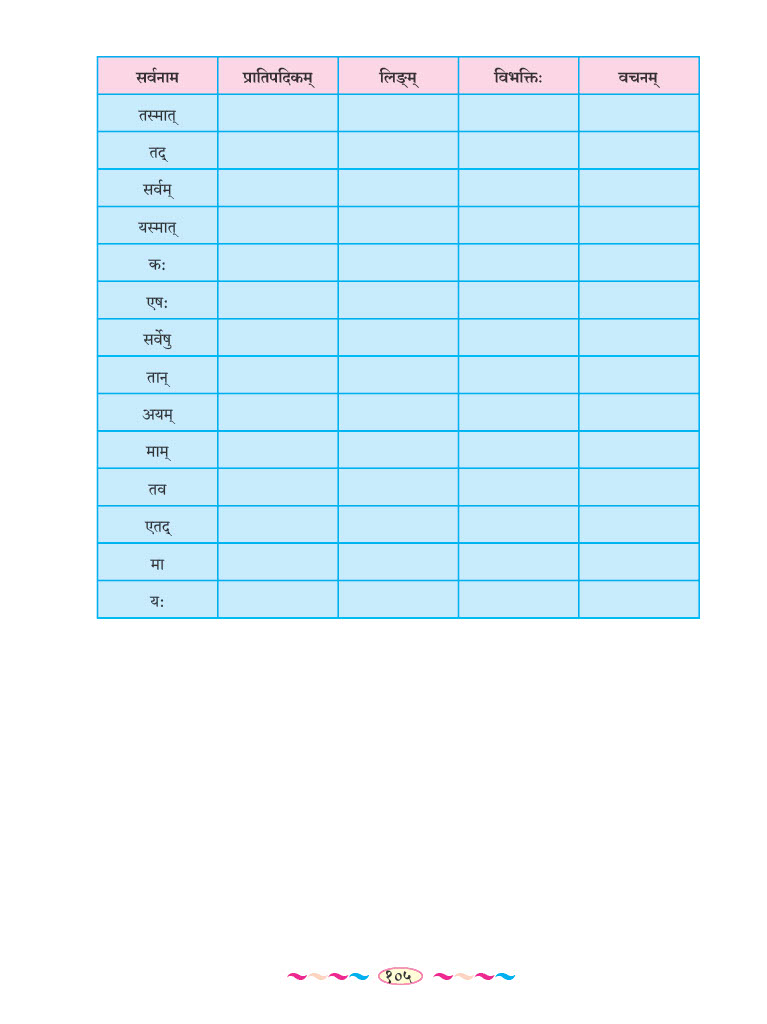 सर्वनाम प्रातिपदिकम् लिङ्गम् विभक्तिः वचनम्
तस्मात्
तद्
सर्वम्
यस्मात्
कः
एषः
सर्वेषु
तान्
अयम्
माम्
तव
एतद्
मा
यः
१०५